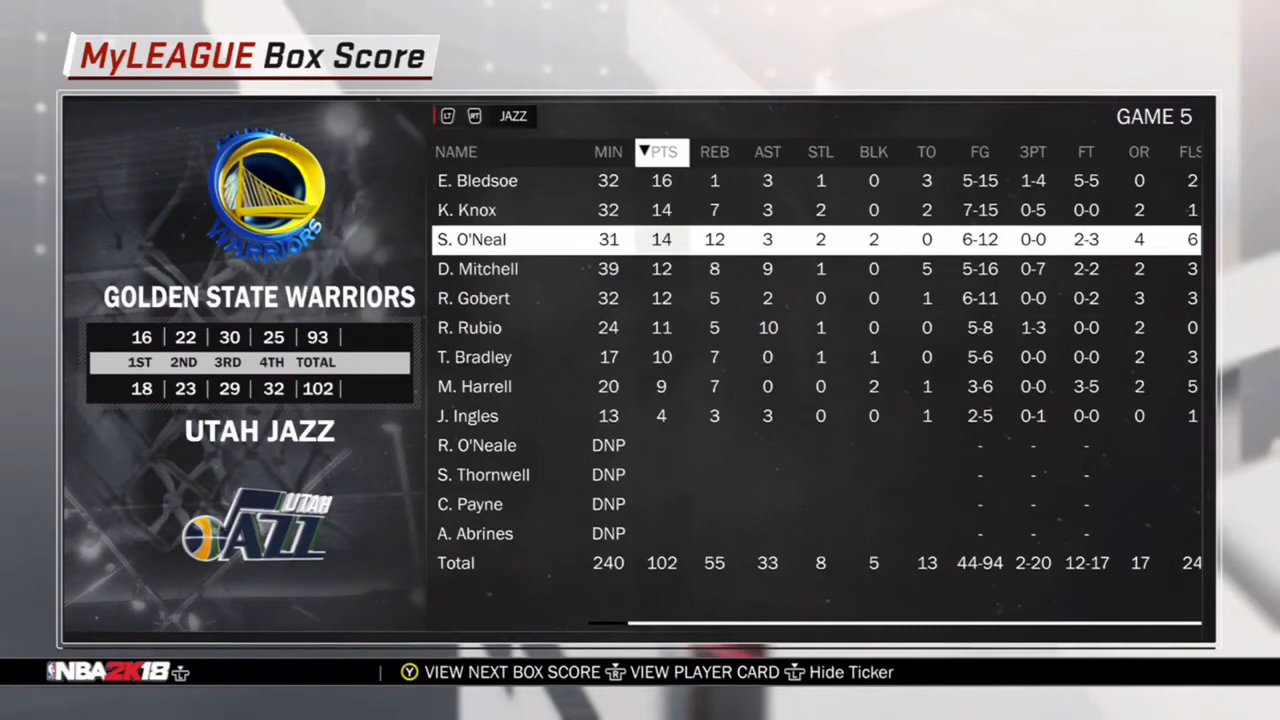 MyLEAGUE Box Score
LT RT JAZZ
GAME 5
WARRIORS
GOLDEN STATE WARRIORS
16 22 30 25 93
1ST 2ND 3RD 4TH TOTAL
18 23 29 32 102
UTAH JAZZ
UTAH
JAZZ
NAME MIN PTS REB AST STL BLK TO FG 3PT FT OR FLS
E. Bledsoe 32 16 1 3 1 0 3 5-15 1-4 5-5 0 2
K. Knox 32 14 7 3 2 0 2 7-15 0-5 0-0 2 1
S. O'Neal 31 14 12 3 2 2 0 6-12 0-0 2-3 4 6
D. Mitchell 39 12 8 9 1 0 5 5-16 0-7 2-2 2 3
R. Gobert 32 12 5 2 0 0 1 6-11 0-0 0-2 3 3
R. Rubio 24 11 5 10 1 0 0 5-8 1-3 0-0 2 0
T. Bradley 17 10 7 0 1 1 0 5-6 0-0 0-0 2 3
M. Harrell 20 9 7 0 0 2 1 3-6 0-0 3-5 2 5
J. Ingles 13 4 3 3 0 0 1 2-5 0-1 0-0 0 1
R. O'Neale DNP - - -
S. Thornwell DNP - - -
C. Payne DNP - - -
A. Abrines DNP - - -
Total 240 102 55 33 8 5 13 44-94 2-20 12-17 17 24
NBA 2K18
Y VIEW NEXT BOX SCORE R VIEW PLAYER CARD L Hide Ticker